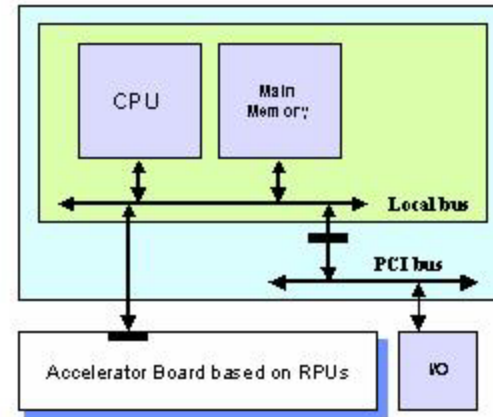 CPU
Main
Memory
Local bus
PCI bus
Accelerator Board based on RPUs
I/O